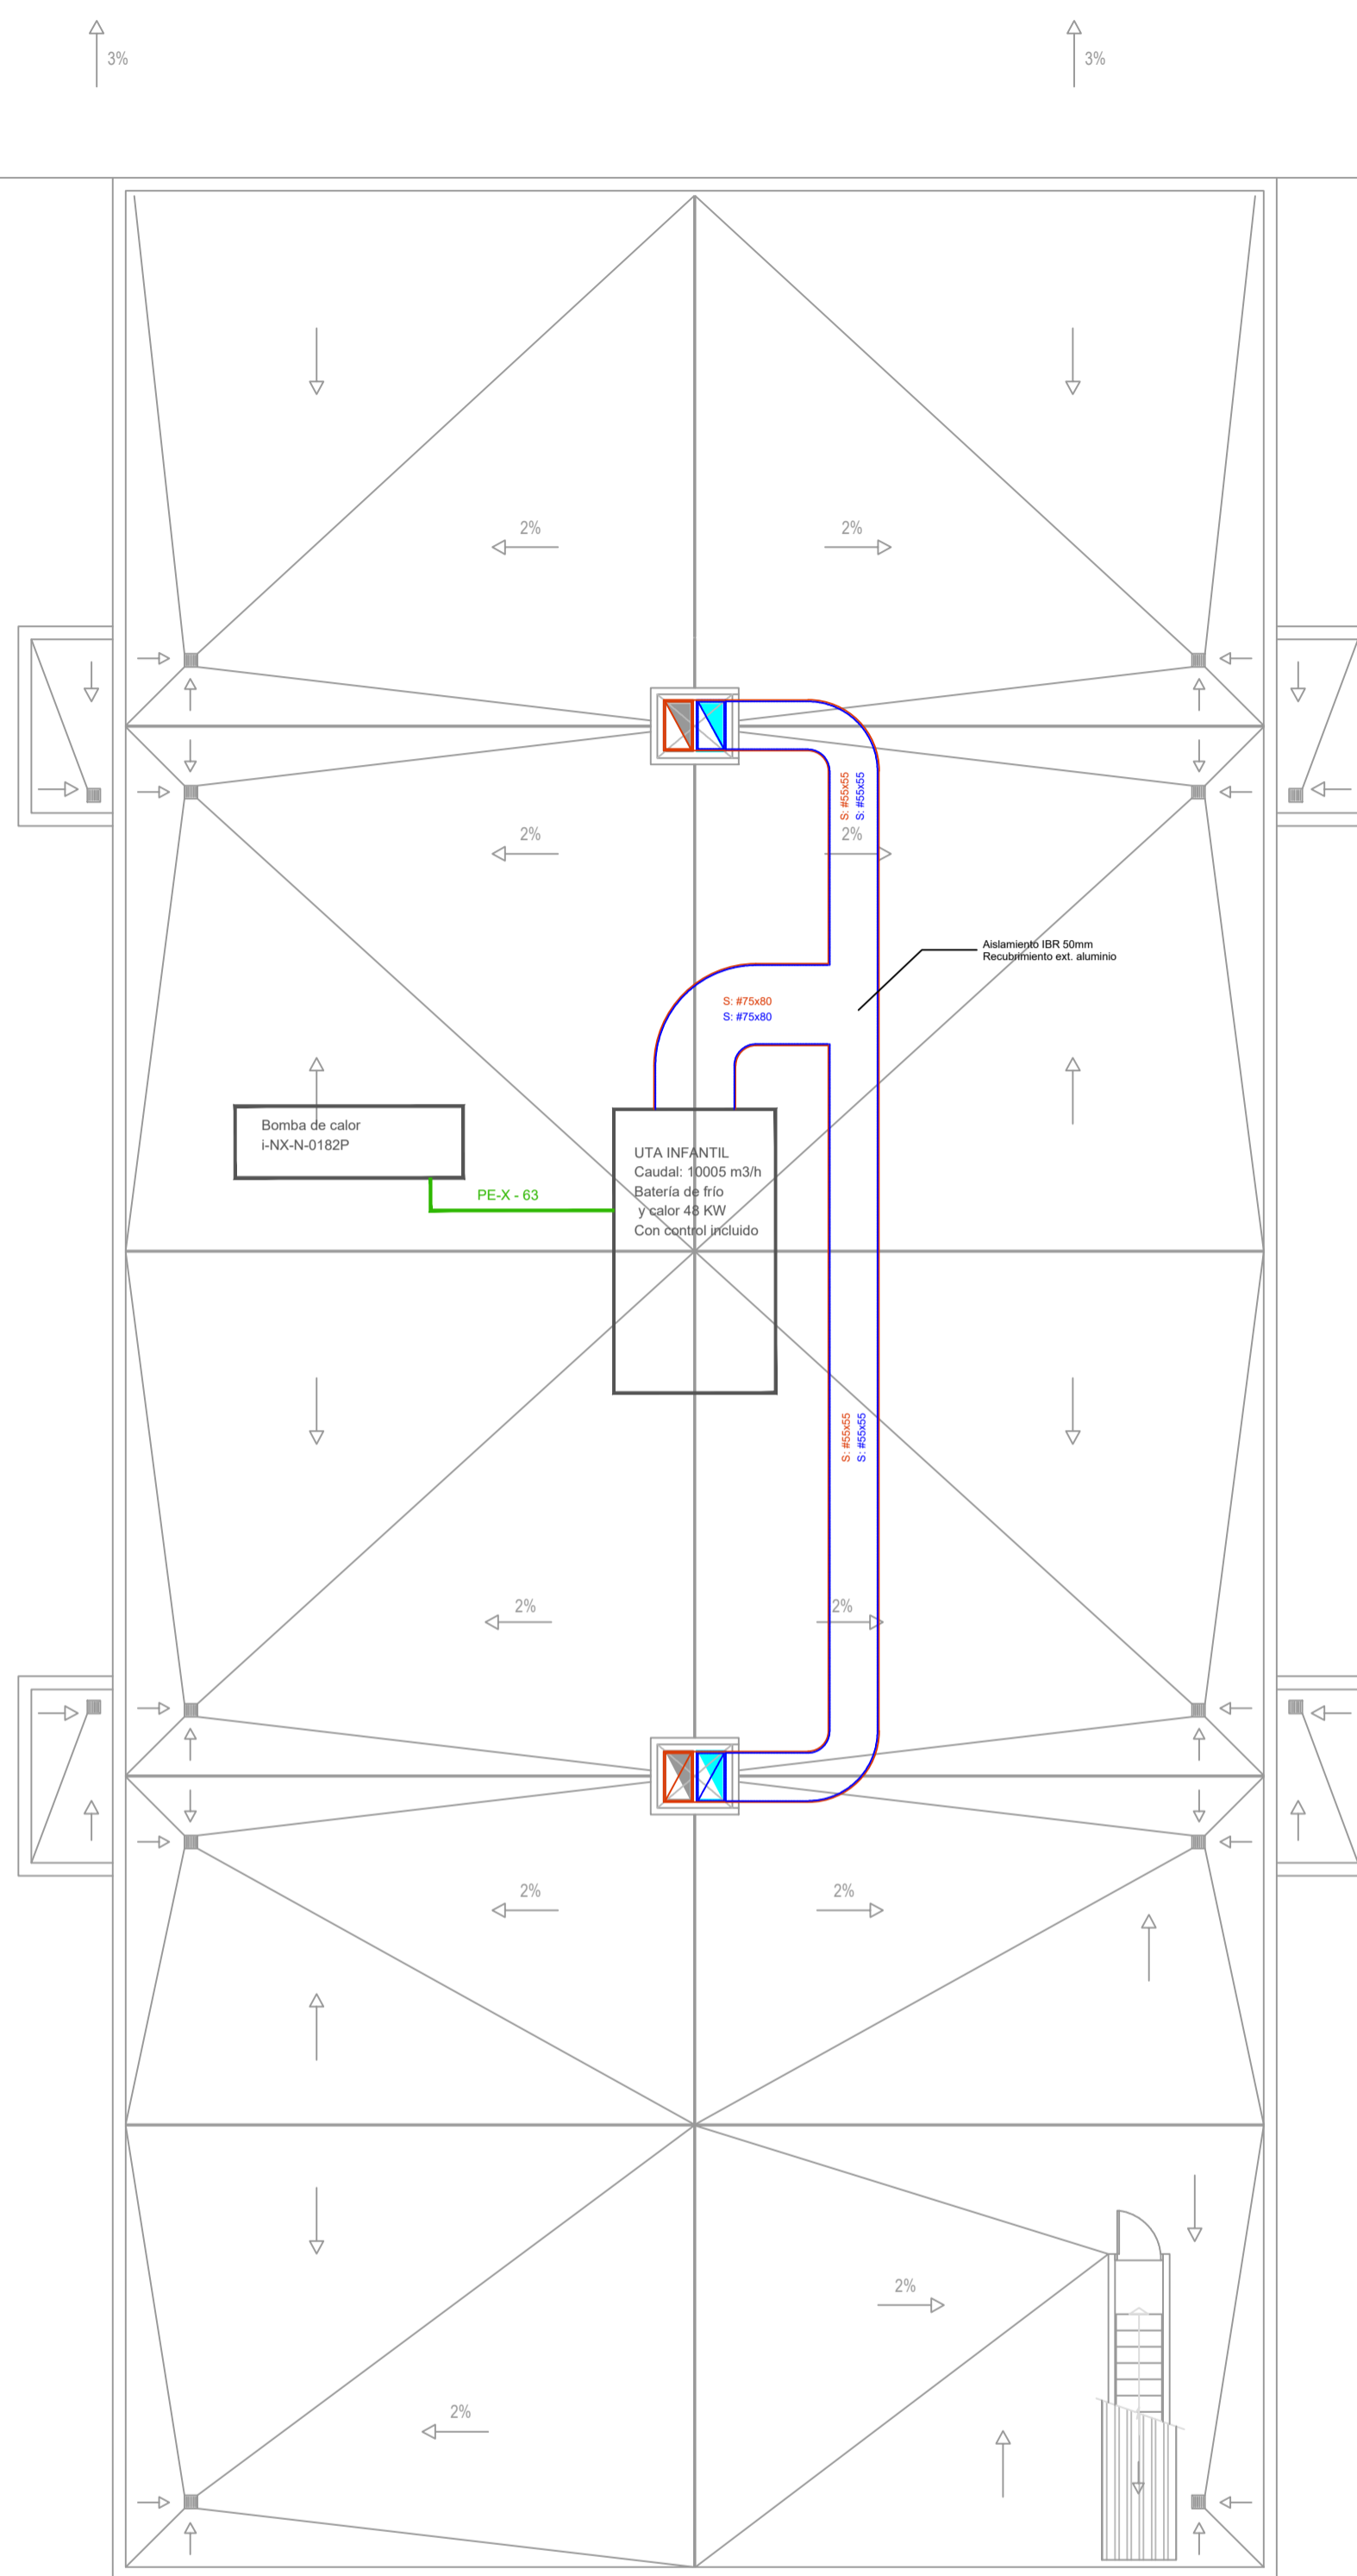 3%
3%
2%
2%
S: #55x55
S: #55x55
2%
2%
Aislamiento IBR 50mm
Recubrimiento ext. aluminio
S: #75x80
S: #75x80
Bomba de calor
i-NX-N-0182P
UTA INFANTIL
Caudal: 10005 m3/h
Batería de frío
y calor 48 KW
Con control incluido
PE-X - 63
S: #55x55
S: #55x55
2%
2%
2%
2%
2%
2%